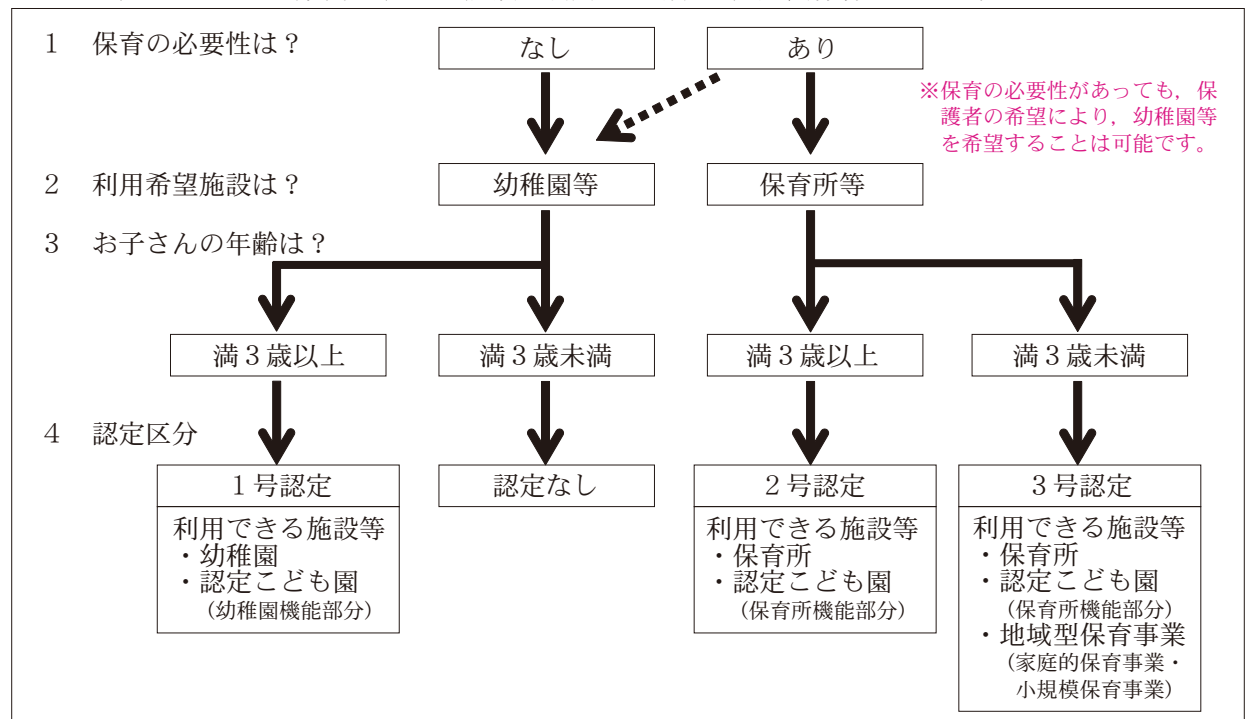 1 保育の必要性は？
なし
あり
※保育の必要性があっても，保
護者の希望により，幼稚園等
を希望することは可能です。
2 利用希望施設は？
幼稚園等
保育所等
3 お子さんの年齢は？
満３歳以上
満３歳未満
満３歳以上
満３歳未満
4 認定区分
１号認定
利用できる施設等
・幼稚園
・認定こども園
（幼稚園機能部分）
認定なし
２号認定
利用できる施設等
・保育所
・認定こども園
（保育所機能部分）
３号認定
利用できる施設等
・保育所
・認定こども園
（保育所機能部分）
・地域型保育事業
（家庭的保育事業・
小規模保育事業）